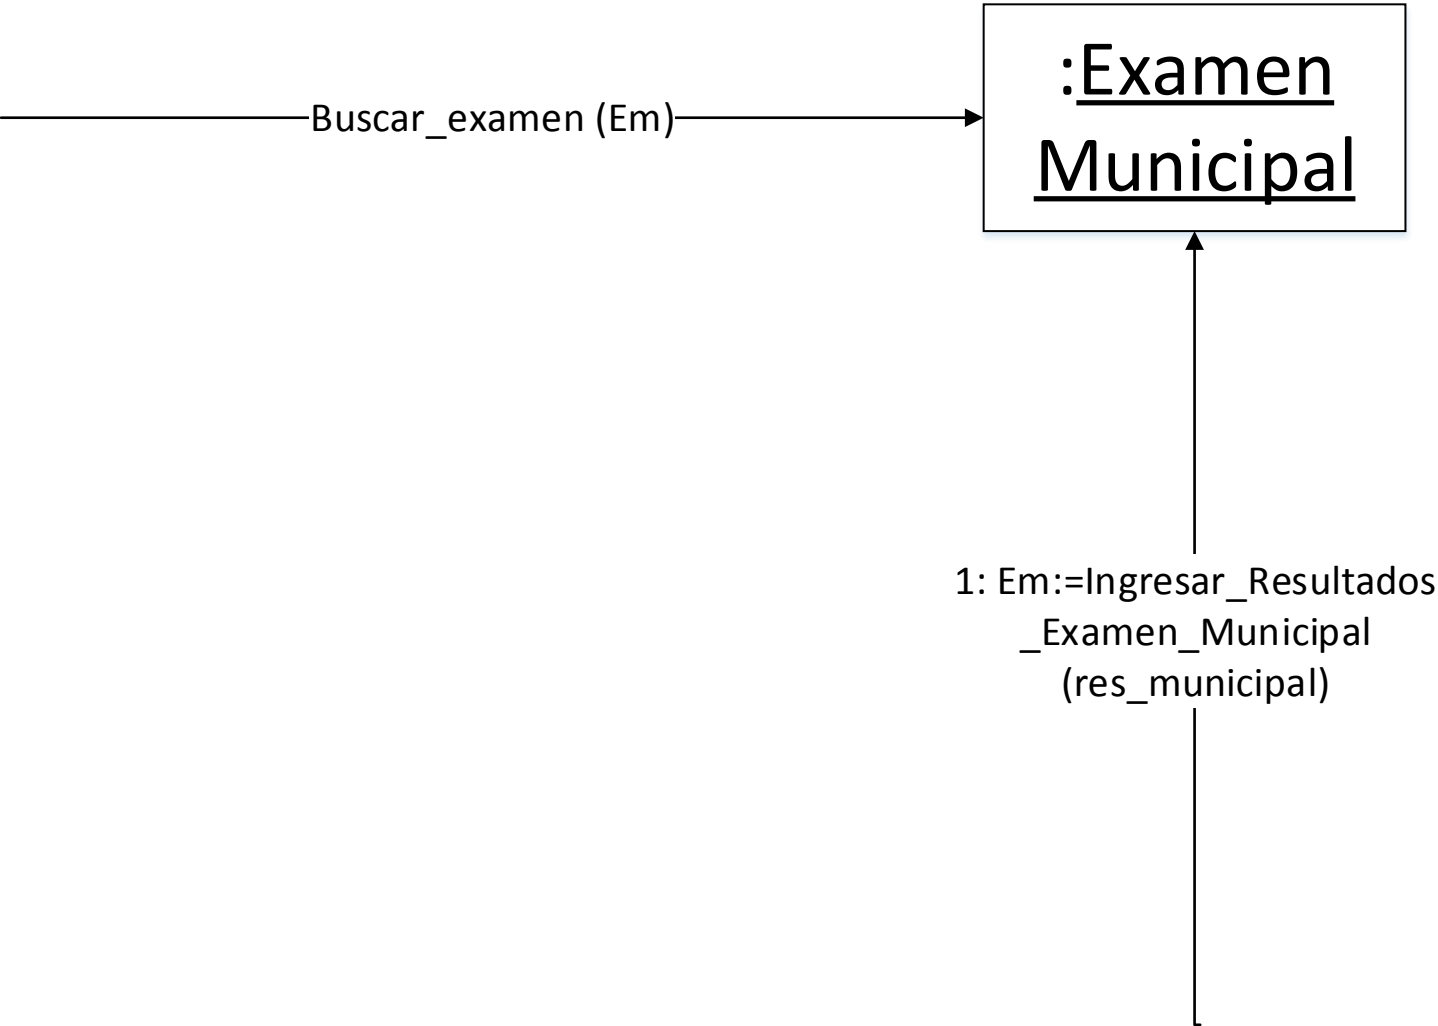 :Examen
Municipal
Buscar_examen (Em)
1: Em:=Ingresar_Resultados
_Examen_Municipal
(res_municipal)